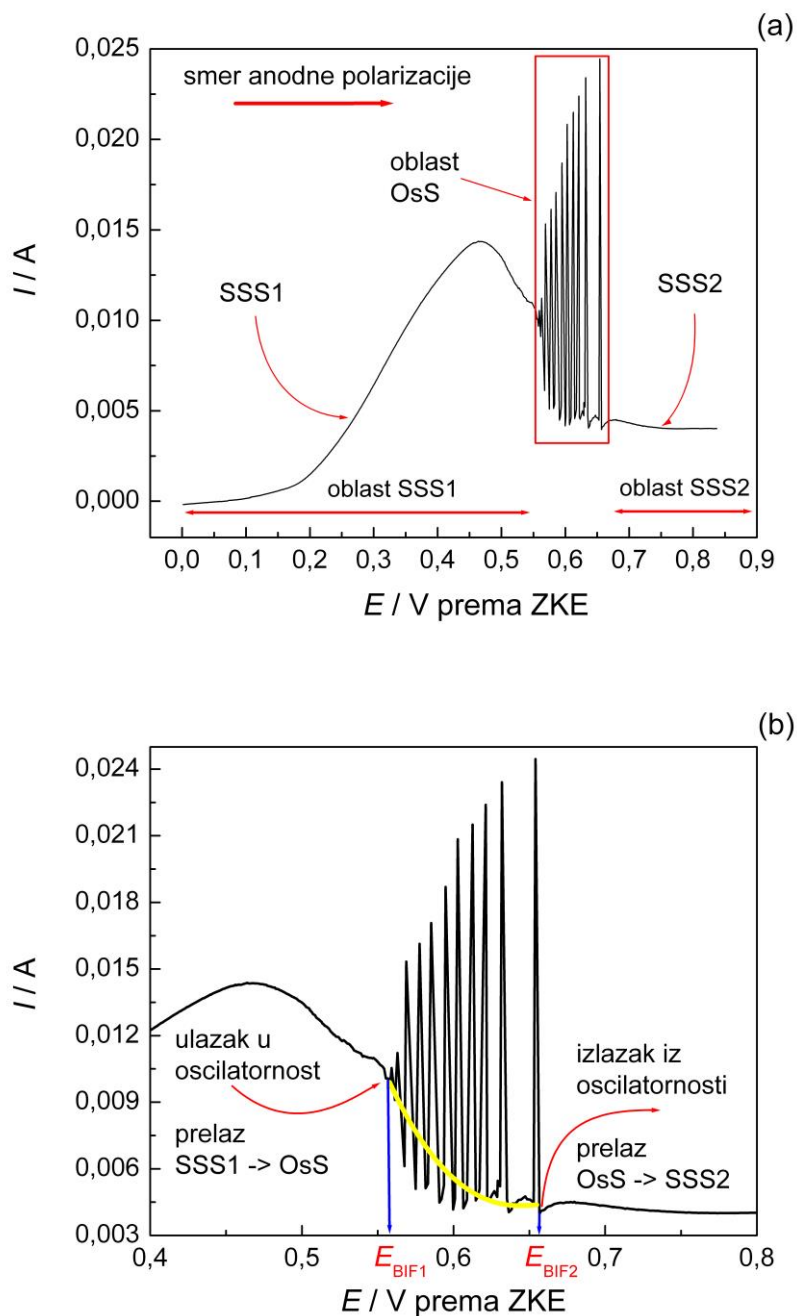 (a)
0,025
0,020
0,015
0,010
0,005
0,000
I / A
smer anodne polarizacije
oblast
OsS
SSS1
SSS2
oblast SSS1
oblast SSS2
0,0 0,1 0,2 0,3 0,4 0,5 0,6 0,7 0,8 0,9
E / V prema ZKE
(b)
0,024
0,021
0,018
0,015
0,012
0,009
0,006
0,003
I / A
ulazak u
oscilatornost
prelaz
SSS1 -> OsS
izlazak iz
oscilatornosti
prelaz
OsS -> SSS2
0,4 0,5 0,6 0,7 0,8
EBIF1 EBIF2
E / V prema ZKE